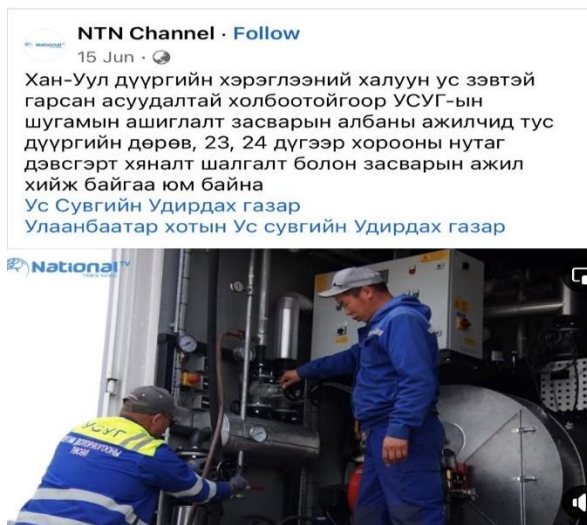 NTN Channel · Follow
15 Jun ·
Хан-Уул дүүргийн хэрэглээний халуун ус зэвтэй
гарсан асуудалтай холбоотойгоор УСУГ-ын
шугамын ашиглалт засварын албаны ажилчид тус
дүүргийн дөрөв, 23, 24 дүгээр хорооны нутаг
дэвсгэрт хяналт шалгалт болон засварын ажил
хийж байгаа юм байна
Ус Сувгийн Удирдах газар
Улаанбаатар хотын Ус сувгийн Удирдах газар
National TV
УСУГ